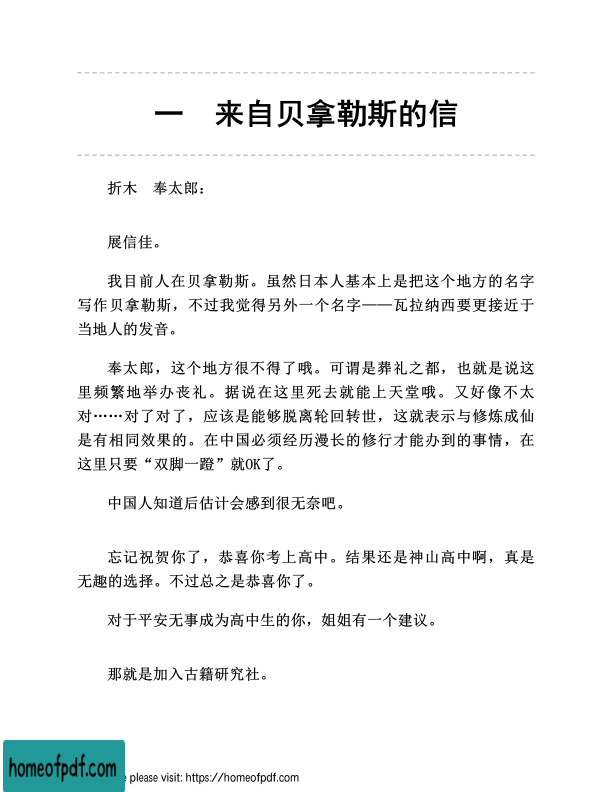 一　来自贝拿勒斯的信
折木　奉太郎：
展信佳。
我目前人在贝拿勒斯。虽然日本人基本上是把这个地方的名字
写作贝拿勒斯，不过我觉得另外一个名字——瓦拉纳西要更接近于
当地人的发音。
奉太郎，这个地方很不得了哦。可谓是葬礼之都，也就是说这
里频繁地举办丧礼。据说在这里死去就能上天堂哦。又好像不太
对……对了对了，应该是能够脱离轮回转世，这就表示与修炼成仙
是有相同效果的。在中国必须经历漫长的修行才能办到的事情，在
这里只要“双脚一蹬”就OK了。
中国人知道后估计会感到很无奈吧。
忘记祝贺你了，恭喜你考上高中。结果还是神山高中啊，真是
无趣的选择。不过总之是恭喜你了。
对于平安无事成为高中生的你，姐姐有一个建议。
那就是加入古籍研究社。
homeofpdf.com
e please visit: https://homeofpdf.com